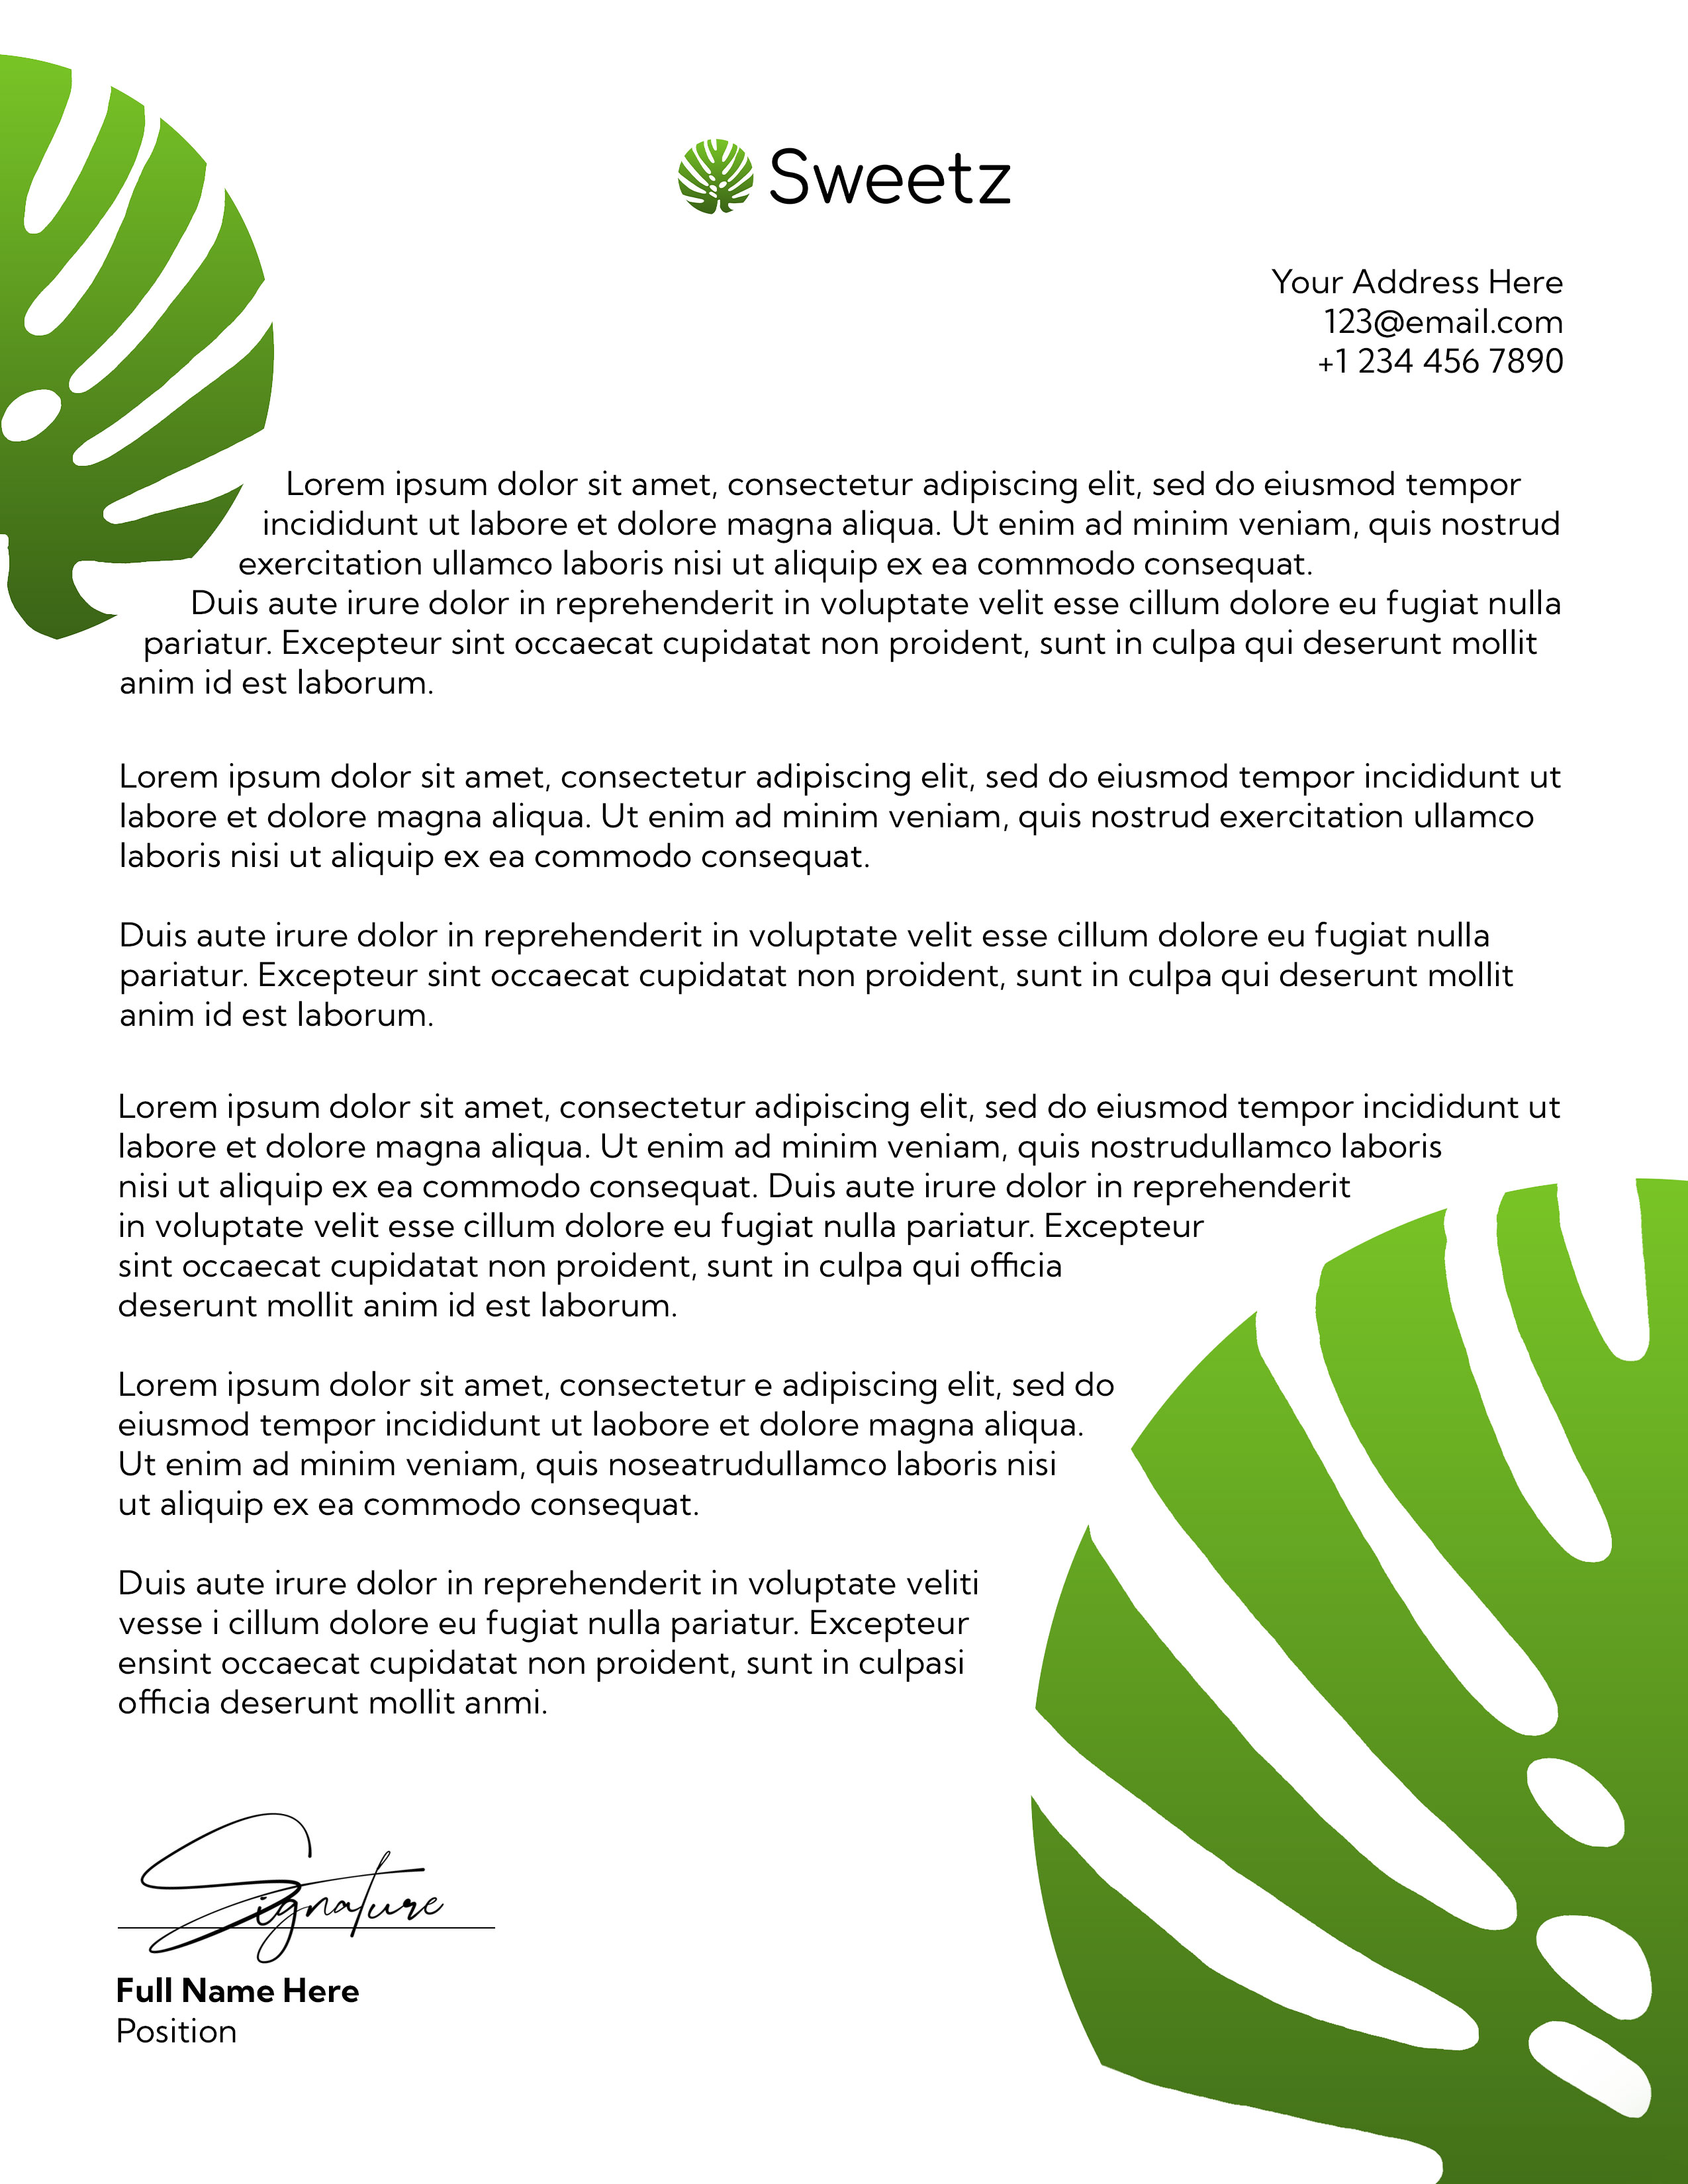 Sweetz
Your Address Here
123@email.com
+1 234 456 7890
Lorem ipsum dolor sit amet, consectetur adipiscing elit, sed do eiusmod tempor
incididunt ut labore et dolore magna aliqua. Ut enim ad minim veniam, quis nostrud
exercitation ullamco laboris nisi ut aliquip ex ea commodo consequat.
Duis aute irure dolor in reprehenderit in voluptate velit esse cillum dolore eu fugiat nulla
pariatur. Excepteur sint occaecat cupidatat non proident, sunt in culpa qui deserunt mollit
anim id est laborum.
Lorem ipsum dolor sit amet, consectetur adipiscing elit, sed do eiusmod tempor incididunt ut
labore et dolore magna aliqua. Ut enim ad minim veniam, quis nostrud exercitation ullamco
laboris nisi ut aliquip ex ea commodo consequat.
Duis aute irure dolor in reprehenderit in voluptate velit esse cillum dolore eu fugiat nulla
pariatur. Excepteur sint occaecat cupidatat non proident, sunt in culpa qui deserunt mollit
anim id est laborum.
Lorem ipsum dolor sit amet, consectetur adipiscing elit, sed do eiusmod tempor incididunt ut
labore et dolore magna aliqua. Ut enim ad minim veniam, quis nostrudullamco laboris
nisi ut aliquip ex ea commodo consequat. Duis aute irure dolor in reprehenderit
in voluptate velit esse cillum dolore eu fugiat nulla pariatur. Excepteur
sint occaecat cupidatat non proident, sunt in culpa qui officia
deserunt mollit anim id est laborum.
Lorem ipsum dolor sit amet, consectetur e adipiscing elit, sed do
eiusmod tempor incididunt ut laobore et dolore magna aliqua.
Ut enim ad minim veniam, quis noseatrudullamco laboris nisi
ut aliquip ex ea commodo consequat.
Duis aute irure dolor in reprehenderit in voluptate veliti
vesse i cillum dolore eu fugiat nulla pariatur. Excepteur
ensint occaecat cupidatat non proident, sunt in culpasi
officia deserunt mollit anmi.
Signature
Full Name Here
Position